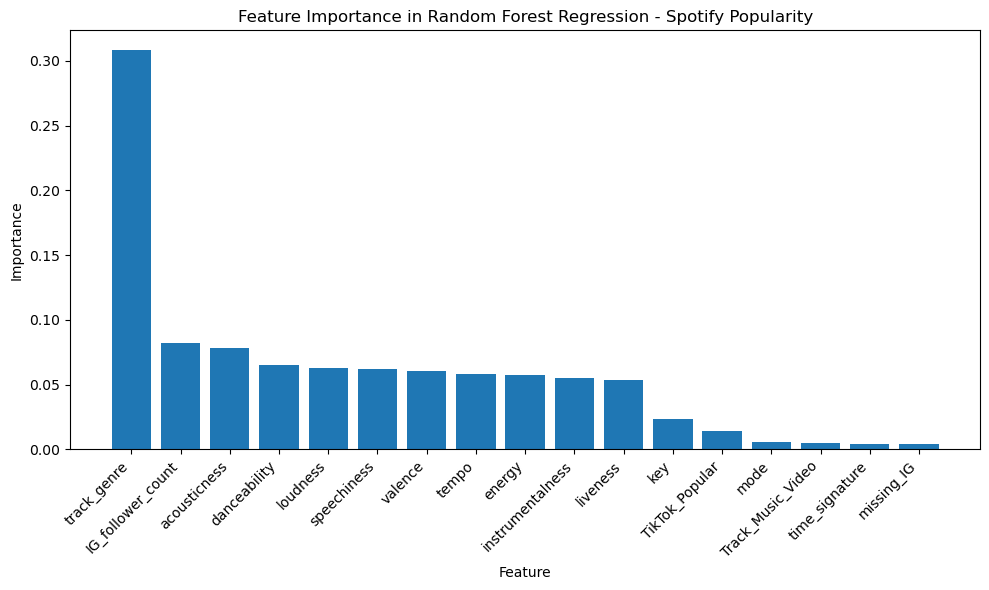 Feature Importance in Random Forest Regression - Spotify Popularity
Importance
0.30
0.25
0.20
0.15
0.10
0.05
0.00
track_genre
IG_follower_count
acousticness
danceability
loudness
speechiness
valence
tempo
energy
instrumentalness
liveness
key
TikTok_Popular
mode
Track_Music_Video
time_signature
missing_IG
Feature